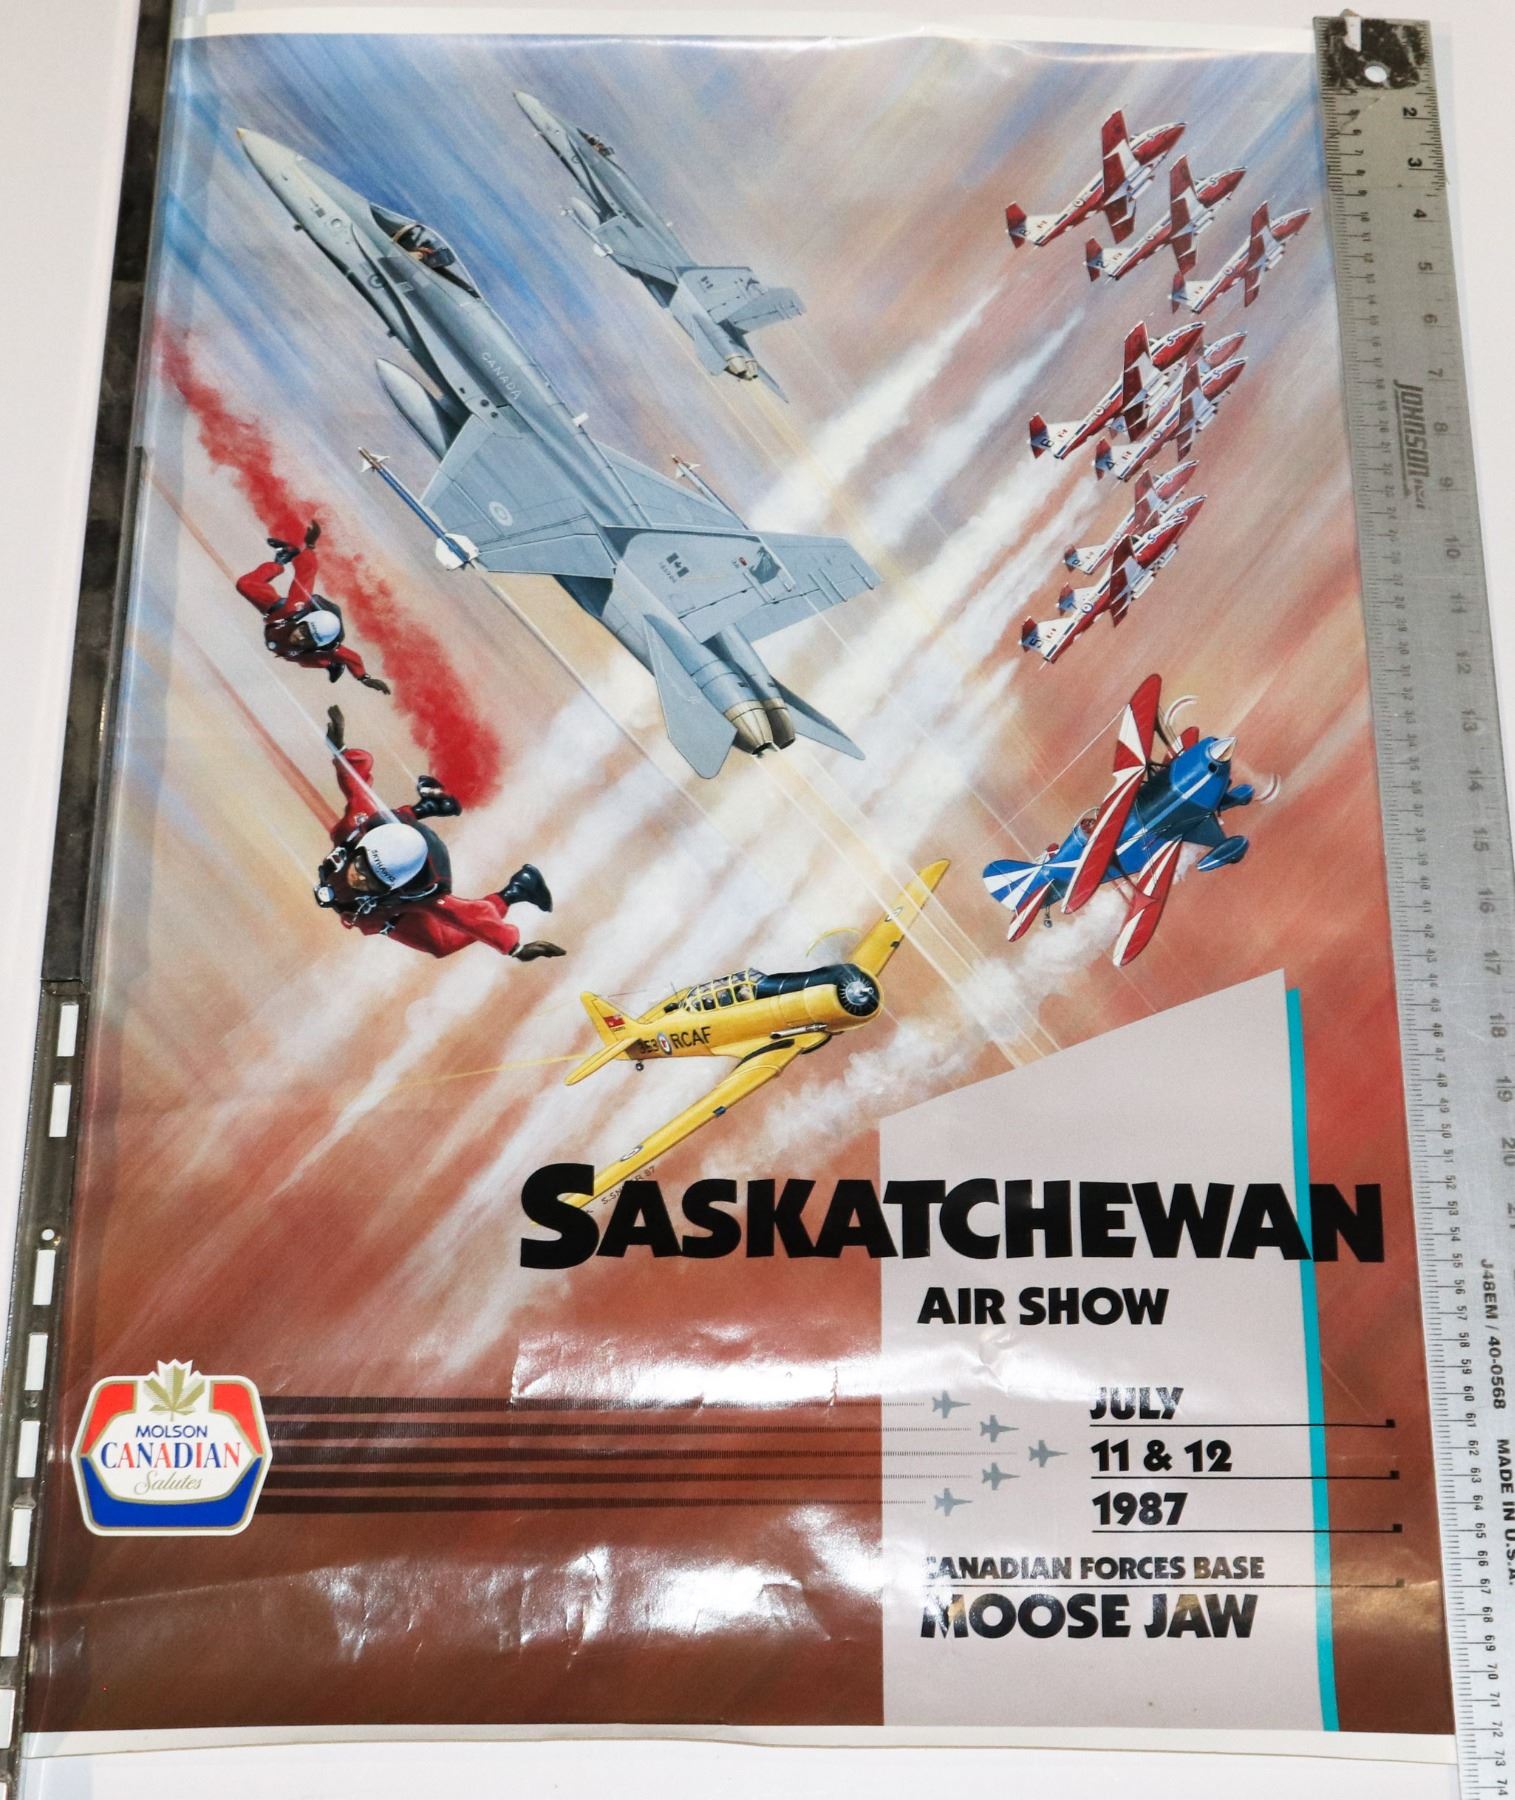 CANADA
SKYHAWKS
RCAF
SASKATCHEWAN
AIR SHOW
JULY
11 & 12
1987
CANADIAN FORCES BASE
MOOSE JAW
MOLSON
CANADIAN
Salutes
JOHNSON
J48EM / 40-0568 MADE IN U.S.A.